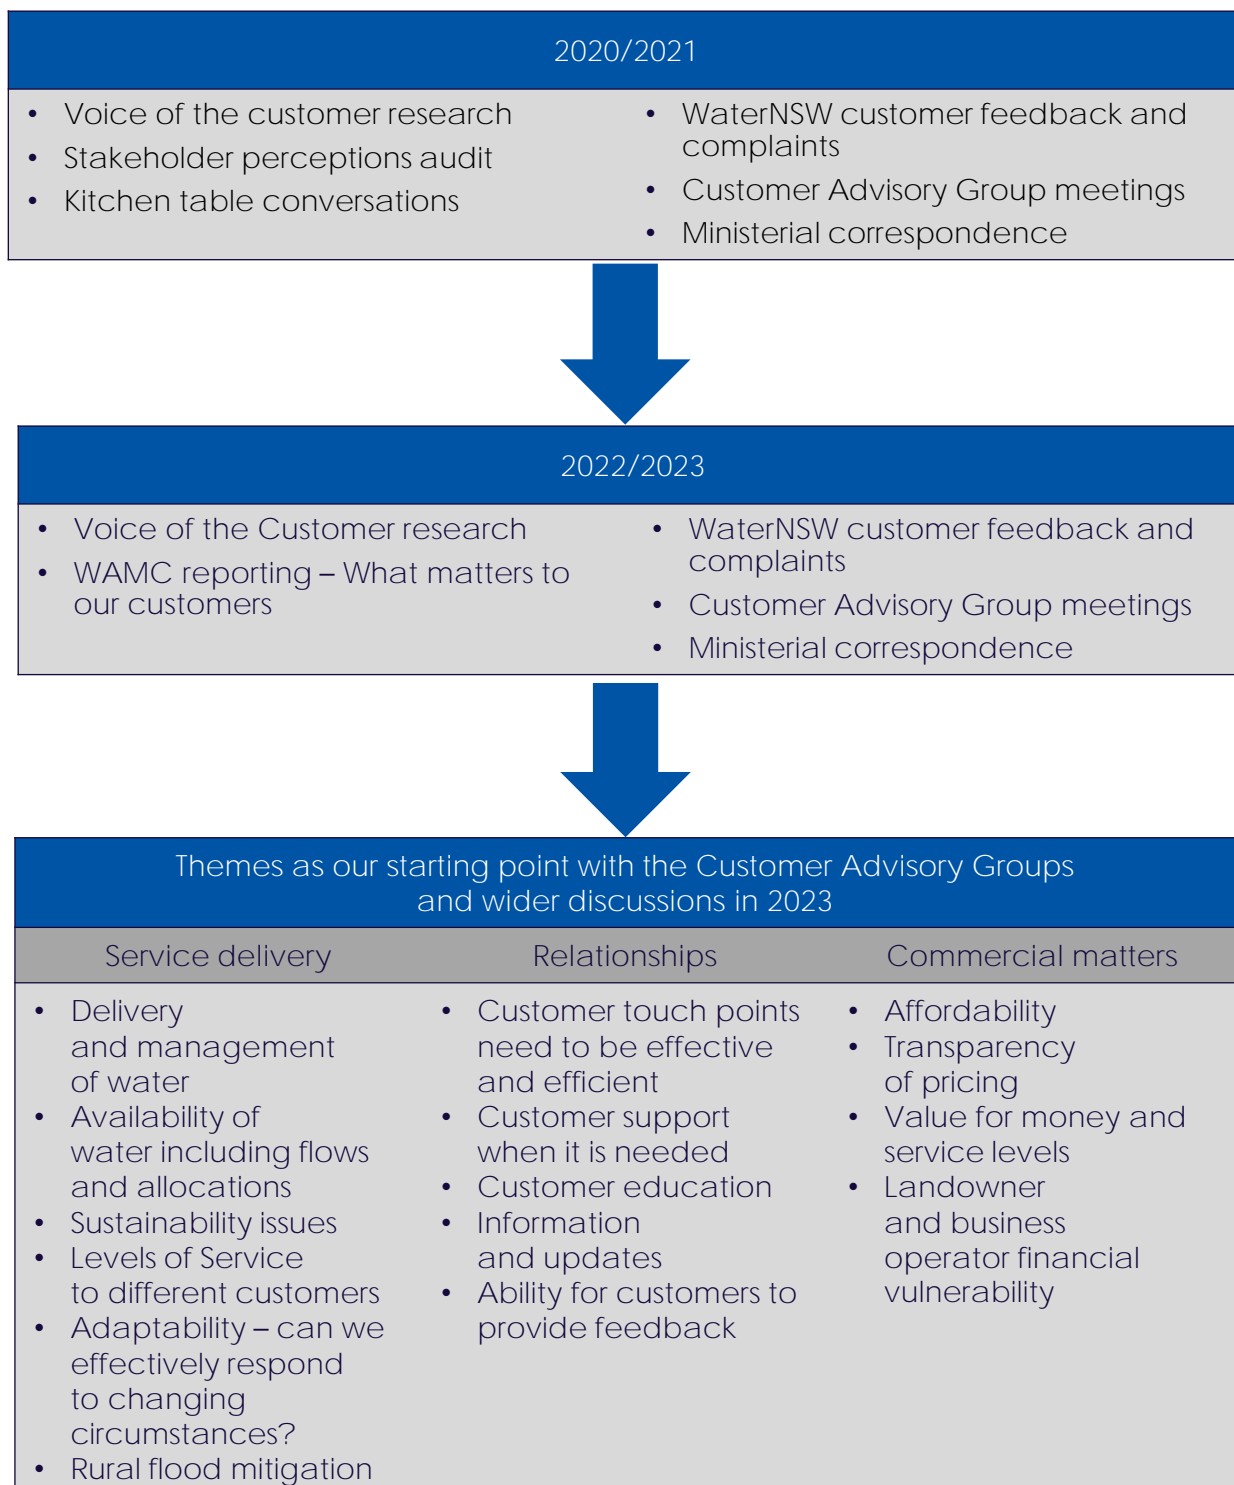 2020/2021
• Voice of the customer research
• Stakeholder perceptions audit
• Kitchen table conversations
• WaterNSW customer feedback and
complaints
• Customer Advisory Group meetings
• Ministerial correspondence
2022/2023
• Voice of the Customer research
• WAMC reporting – What matters to
our customers
• WaterNSW customer feedback and
complaints
• Customer Advisory Group meetings
• Ministerial correspondence
Themes as our starting point with the Customer Advisory Groups
and wider discussions in 2023
Service delivery
• Delivery
and management
of water
• Availability of
water including flows
and allocations
• Sustainability issues
• Levels of Service
to different customers
• Adaptability – can we
effectively respond
to changing
circumstances?
• Rural flood mitigation
Relationships
• Customer touch points
need to be effective
and efficient
• Customer support
when it is needed
• Customer education
• Information
and updates
• Ability for customers to
provide feedback
Commercial matters
• Affordability
• Transparency
of pricing
• Value for money and
service levels
• Landowner
and business
operator financial
vulnerability